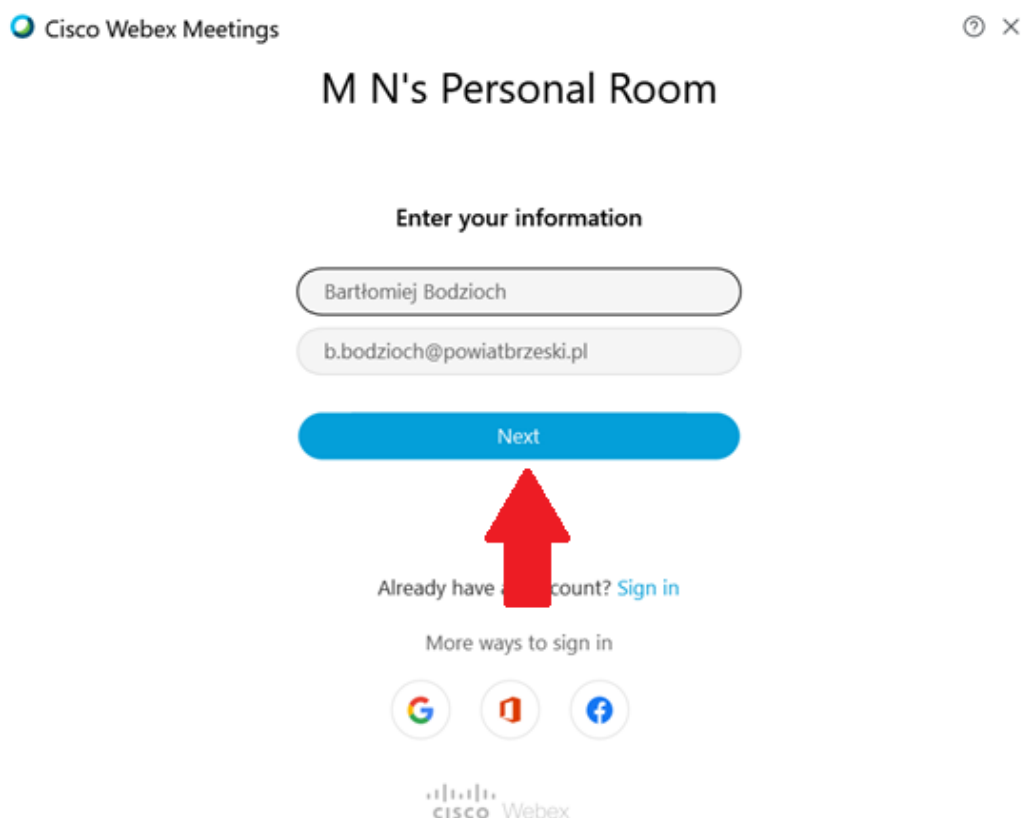 Cisco Webex Meetings
M N's Personal Room
Enter your information
Bartłomiej Bodzioch
b.bodzioch@powiatbrzeski.pl
Next
Already have a count? Sign in
More ways to sign in
CISCO Webex